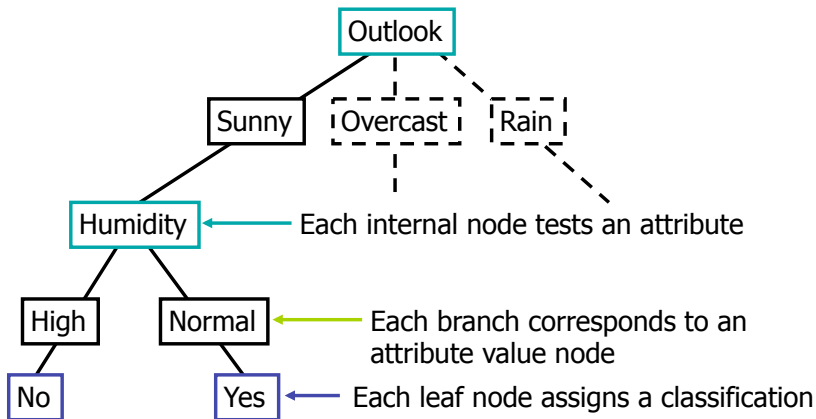 Outlook
Sunny
Overcast
Rain
Humidity
Each internal node tests an attribute
High
Normal
Each branch corresponds to an
attribute value node
No
Yes
Each leaf node assigns a classification